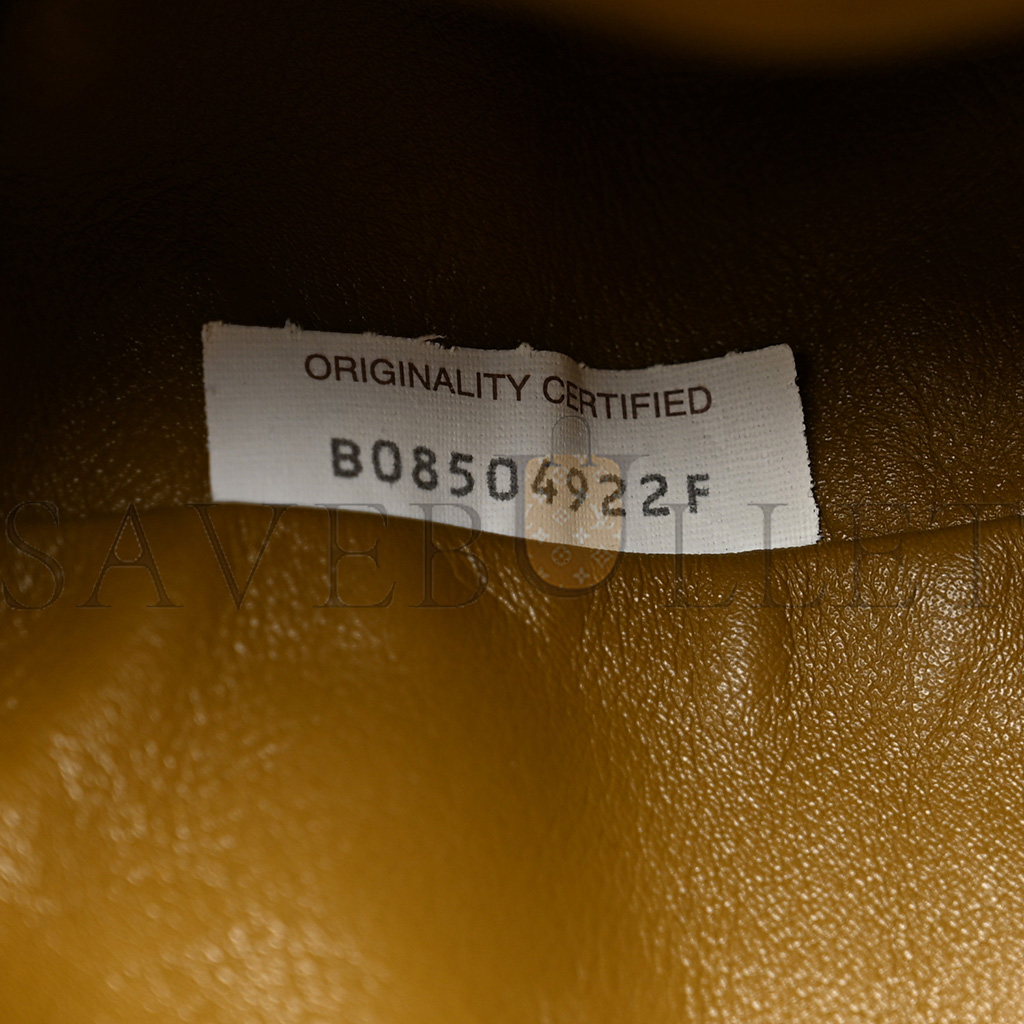 ORIGINALITY CERTIFIED
B08504922F
SAVEBULLET